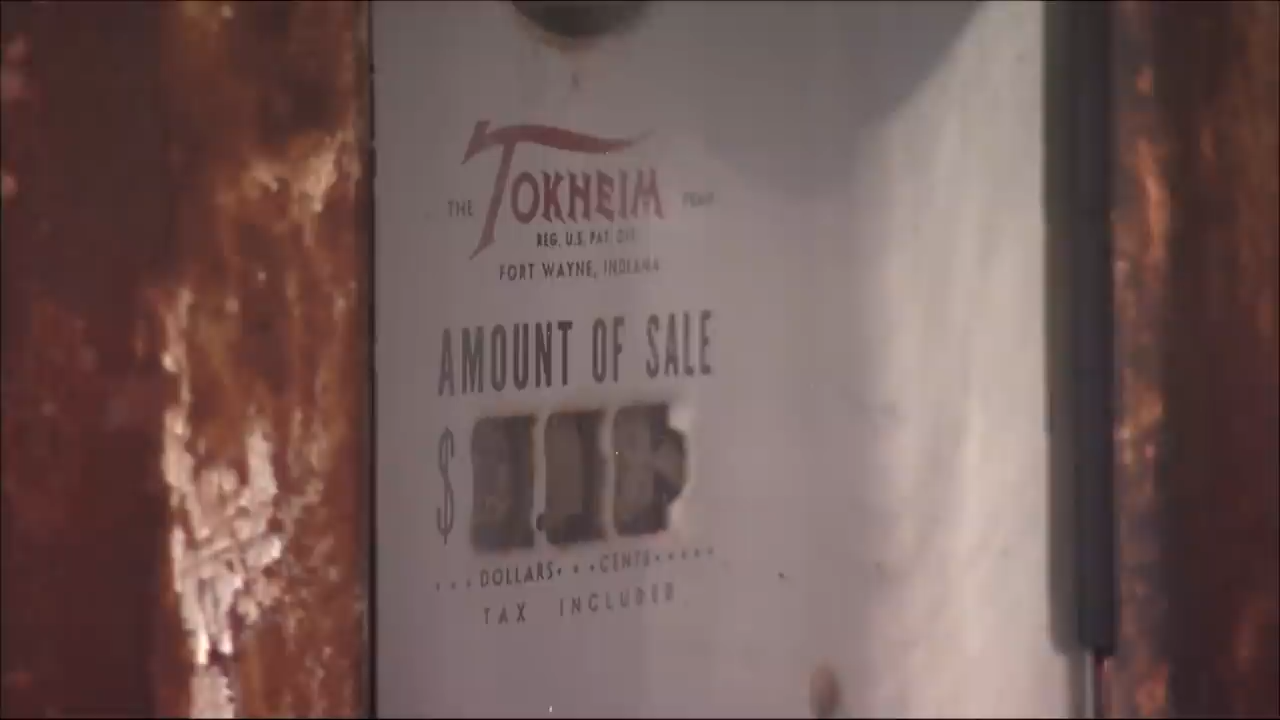 THE TOKHEIM PUMP
REG. U.S. PAT. OFF.
FORT WAYNE, INDIANA
AMOUNT OF SALE
$
...DOLLARS...CENTS.....
TAX INCLUDED